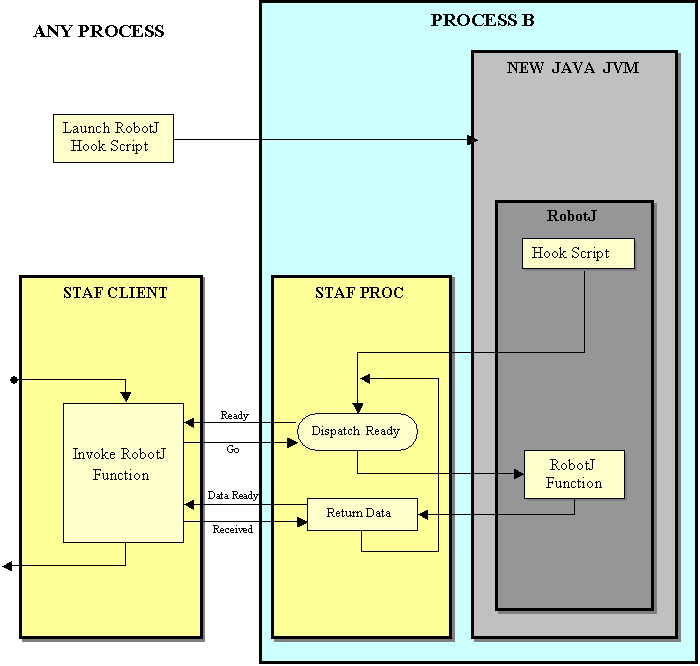 ANY PROCESS
PROCESS B
NEW JAVA JVM
Launch RobotJ
Hook Script
RobotJ
Hook Script
STAF CLIENT
STAF PROC
Ready
Dispatch Ready
Go
Invoke RobotJ
Function
RobotJ
Function
Data Ready
Return Data
Received